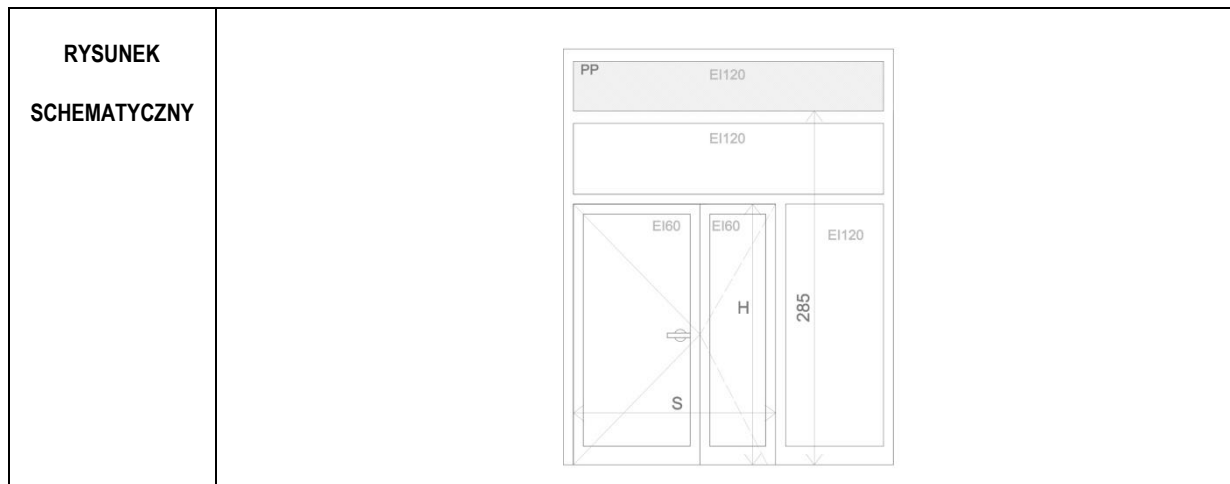 RYSUNEK
SCHEMATYCZNY
PP
EI120
EI120
EI60
EI60
EI120
H
285
S